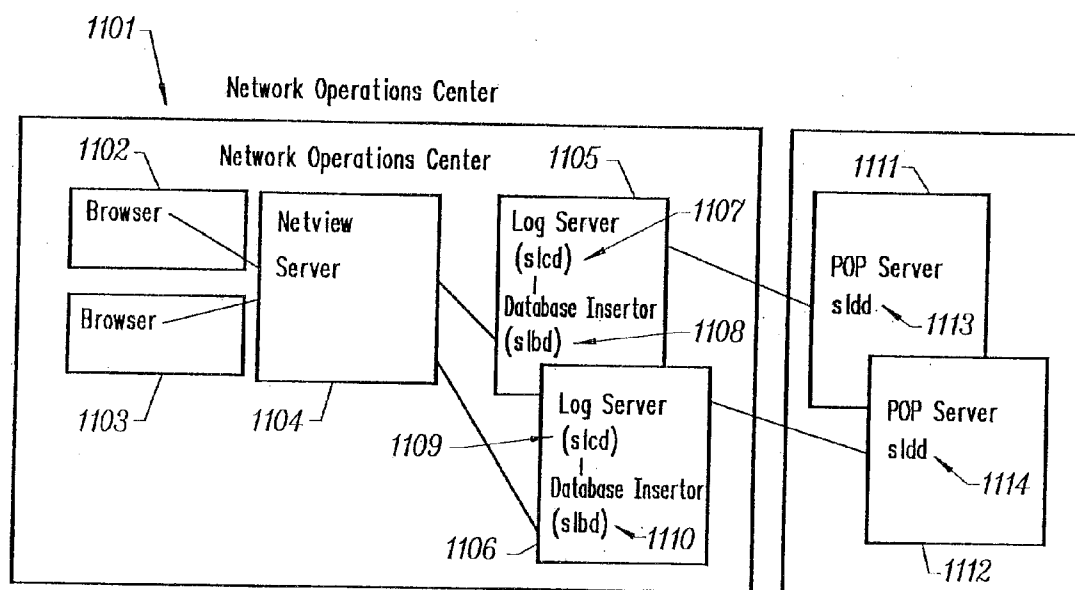 1101
Network Operations Center
Network Operations Center
1102
Browser
Browser
1103
Netview
Server
1104
1105
Log Server
(slcd)
1107
Database Insertor
(slbd)
1108
Log Server
1109
(slcd)
Database Insertor
(slbd)
1110
1106
1111
POP Server
sldd
1113
POP Server
sldd
1114
1112